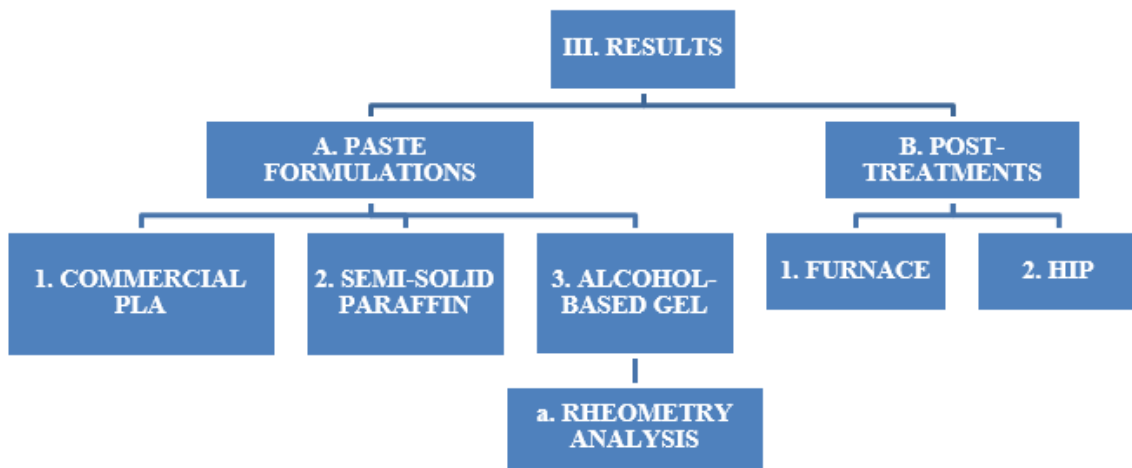 III. RESULTS
A. PASTE
FORMULATIONS
B. POST-
TREATMENTS
1. COMMERCIAL
PLA
2. SEMI-SOLID
PARAFFIN
3. ALCOHOL-
BASED GEL
1. FURNACE
2. HIP
a. RHEOMETRY
ANALYSIS